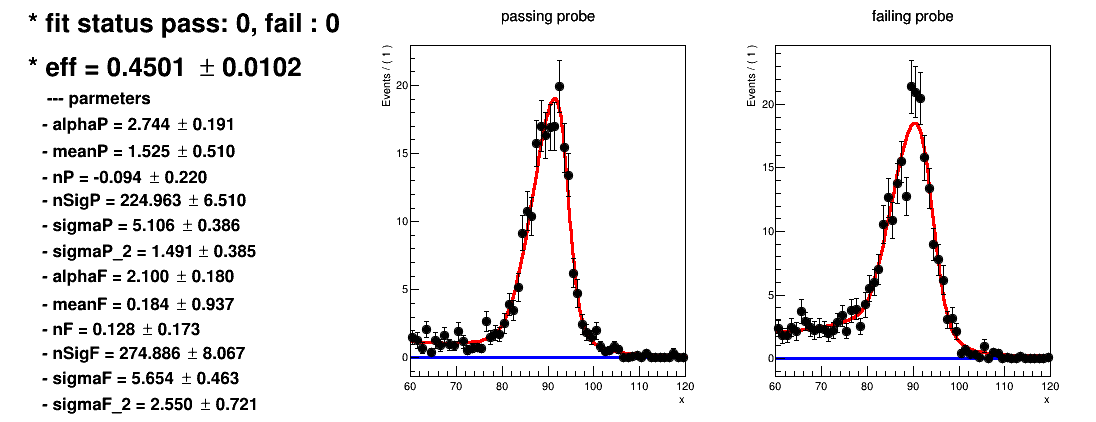 * fit status pass: 0, fail : 0
* eff = 0.4501 ± 0.0102
--- parmeters
- alphaP = 2.744 ± 0.191
- meanP = 1.525 ± 0.510
- nP = -0.094 ± 0.220
- nSigP = 224.963 ± 6.510
- sigmaP = 5.106 ± 0.386
- sigmaP_2 = 1.491 ± 0.385
- alphaF = 2.100 ± 0.180
- meanF = 0.184 ± 0.937
- nF = 0.128 ± 0.173
- nSigF = 274.886 ± 8.067
- sigmaF = 5.654 ± 0.463
- sigmaF_2 = 2.550 ± 0.721
passing probe
Events / ( 1 )
20
15
10
5
0
60 70 80 90 100 110 120
x
failing probe
Events / ( 1 )
20
15
10
5
0
60 70 80 90 100 110 120
x